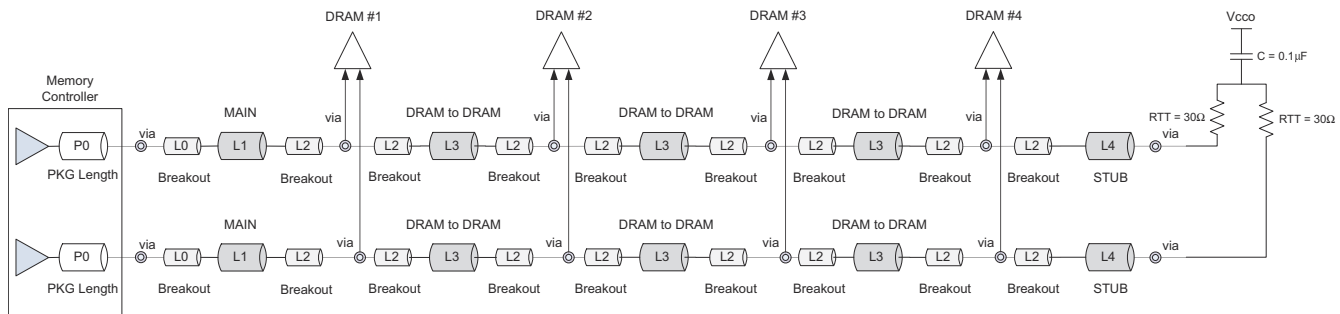 DRAM #1 DRAM #2 DRAM #3 DRAM #4 Vcco
C = 0.1µF
Memory
Controller
MAIN DRAM to DRAM DRAM to DRAM DRAM to DRAM
RTT = 30Ω RTT = 30Ω
via via via via via via
P0 L0 L1 L2 L2 L3 L2 L2 L3 L2 L2 L3 L2 L2 L4
PKG Length Breakout Breakout Breakout Breakout Breakout Breakout Breakout Breakout Breakout STUB
MAIN DRAM to DRAM DRAM to DRAM DRAM to DRAM
via via via via via via
P0 L0 L1 L2 L2 L3 L2 L2 L3 L2 L2 L3 L2 L2 L4
PKG Length Breakout Breakout Breakout Breakout Breakout Breakout Breakout Breakout Breakout STUB